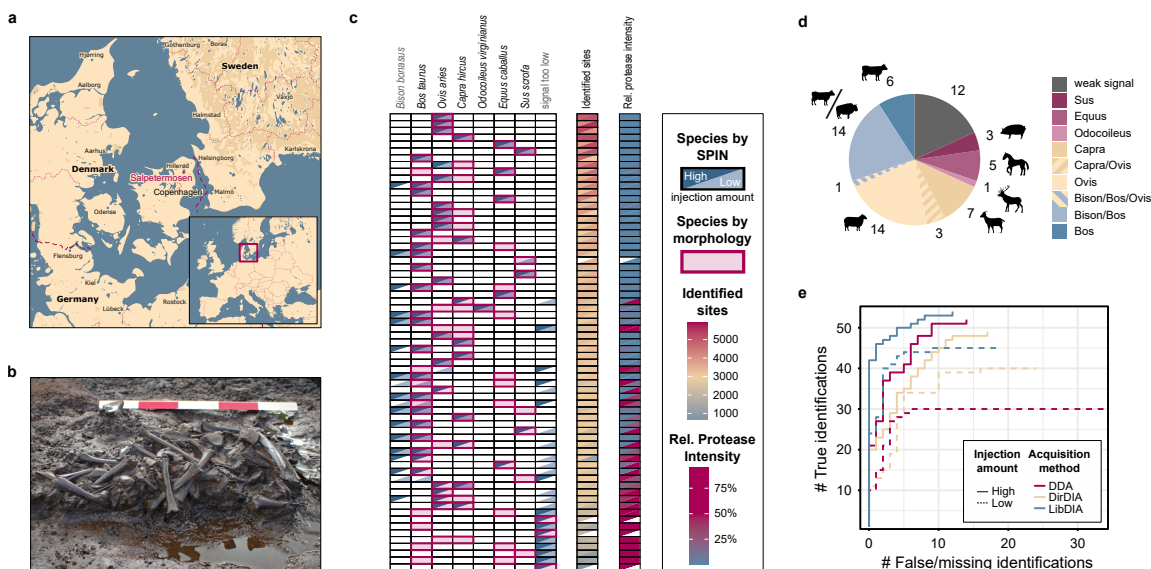 a
Gothenburg
Borås
Hjørring
Sweden
Aalborg
Växjö
Halmstad
Aarhus
Helsingborg
Karlskrona
Denmark
Hillerød
Salpetermosen
Copenhagen
Malmö
Odense
Flensburg
Kiel
Rostock
Germany
Lübeck
b
c
Bison bonasus
Bos taurus
Ovis aries
Capra hircus
Odocoileus virginianus
Equus caballus
Sus scrofa
signal too low
Identified sites
Rel. protease intensity
Species by
SPIN
High
Low
injection amount
Species by
morphology
Identified
sites
5000
4000
3000
2000
1000
Rel. Protease
Intensity
75%
50%
25%
d
6
12
14
3
5
1
1
7
14
3
weak signal
Sus
Equus
Odocoileus
Capra
Capra/Ovis
Ovis
Bison/Bos/Ovis
Bison/Bos
Bos
e
# True identifications
50
40
30
20
10
0
10
20
30
# False/missing identifications
Injection
amount
High
Low
Acquisition
method
DDA
DirDIA
LibDIA